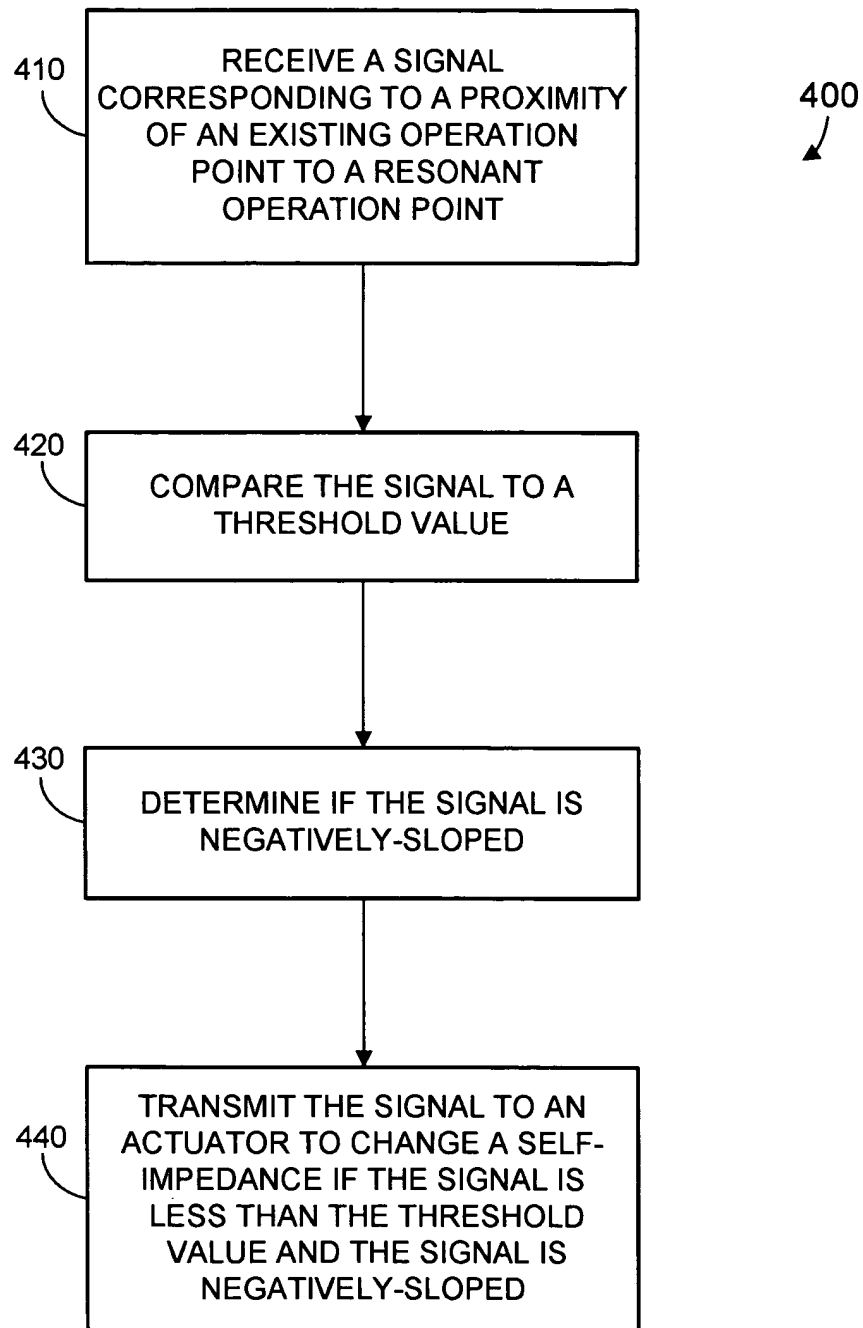 410
RECEIVE A SIGNAL
CORRESPONDING TO A PROXIMITY
OF AN EXISTING OPERATION
POINT TO A RESONANT
OPERATION POINT
400
420
COMPARE THE SIGNAL TO A
THRESHOLD VALUE
430
DETERMINE IF THE SIGNAL IS
NEGATIVELY-SLOPED
440
TRANSMIT THE SIGNAL TO AN
ACTUATOR TO CHANGE A SELF-
IMPEDANCE IF THE SIGNAL IS
LESS THAN THE THRESHOLD
VALUE AND THE SIGNAL IS
NEGATIVELY-SLOPED